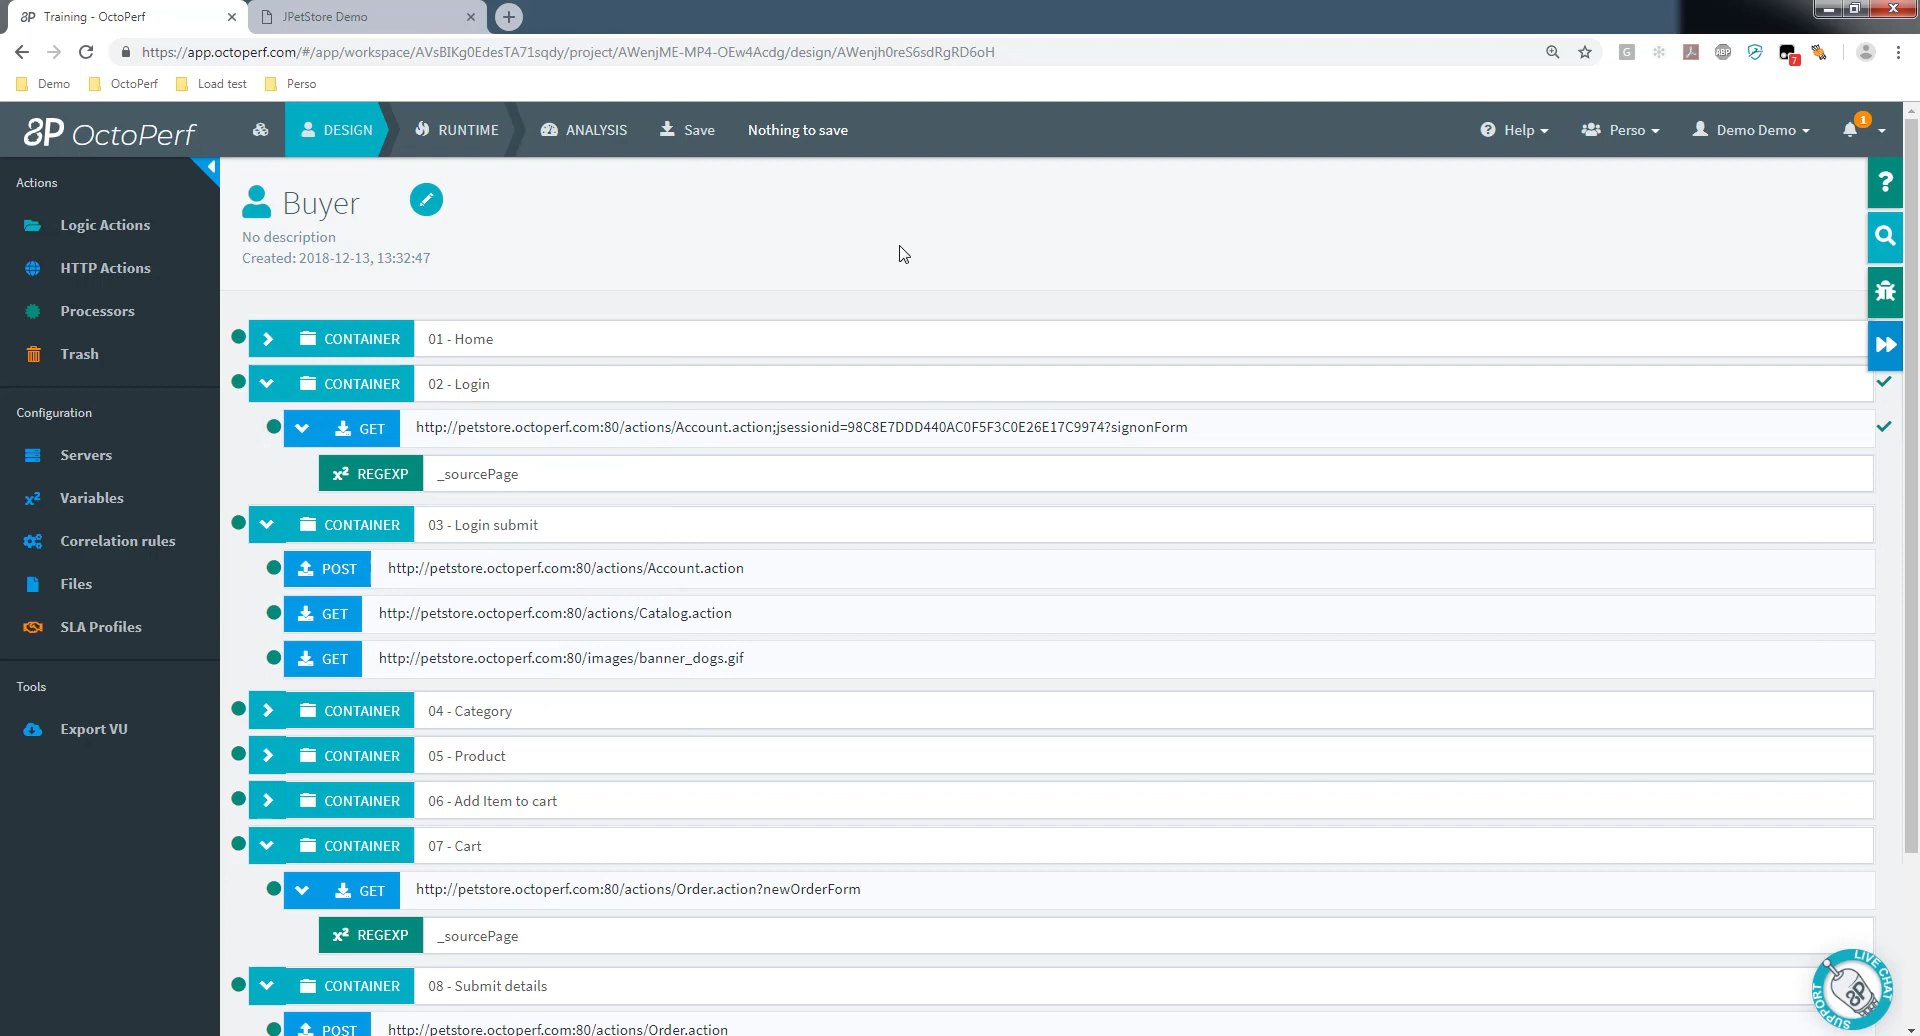 Training - OctoPerf
JPetStore Demo
https://app.octoperf.com/#/app/workspace/AVsBIKg0EdesTA71sqdy/project/AWenjME-MP4-OEw4Acdg/design/AWenjh0reS6sdRgRD6oH
G
ABP
7
Demo
OctoPerf
Load test
Perso
OctoPerf
DESIGN
RUNTIME
ANALYSIS
Save
Nothing to save
Help
Perso
Demo Demo
1
Actions
Logic Actions
HTTP Actions
Processors
Trash
Configuration
Servers
x² Variables
Correlation rules
Files
SLA Profiles
Tools
Export VU
Buyer
No description
Created: 2018-12-13, 13:32:47
?
CONTAINER 01 - Home
CONTAINER 02 - Login
GET http://petstore.octoperf.com:80/actions/Account.action;jsessionid=98C8E7DDD440AC0F5F3C0E26E17C9974?signonForm
x² REGEXP _sourcePage
CONTAINER 03 - Login submit
POST http://petstore.octoperf.com:80/actions/Account.action
GET http://petstore.octoperf.com:80/actions/Catalog.action
GET http://petstore.octoperf.com:80/images/banner_dogs.gif
CONTAINER 04 - Category
CONTAINER 05 - Product
CONTAINER 06 - Add Item to cart
CONTAINER 07 - Cart
GET http://petstore.octoperf.com:80/actions/Order.action?newOrderForm
x² REGEXP _sourcePage
CONTAINER 08 - Submit details
POST http://petstore.octoperf.com:80/actions/Order.action
LIVE CHAT
SUPPORT